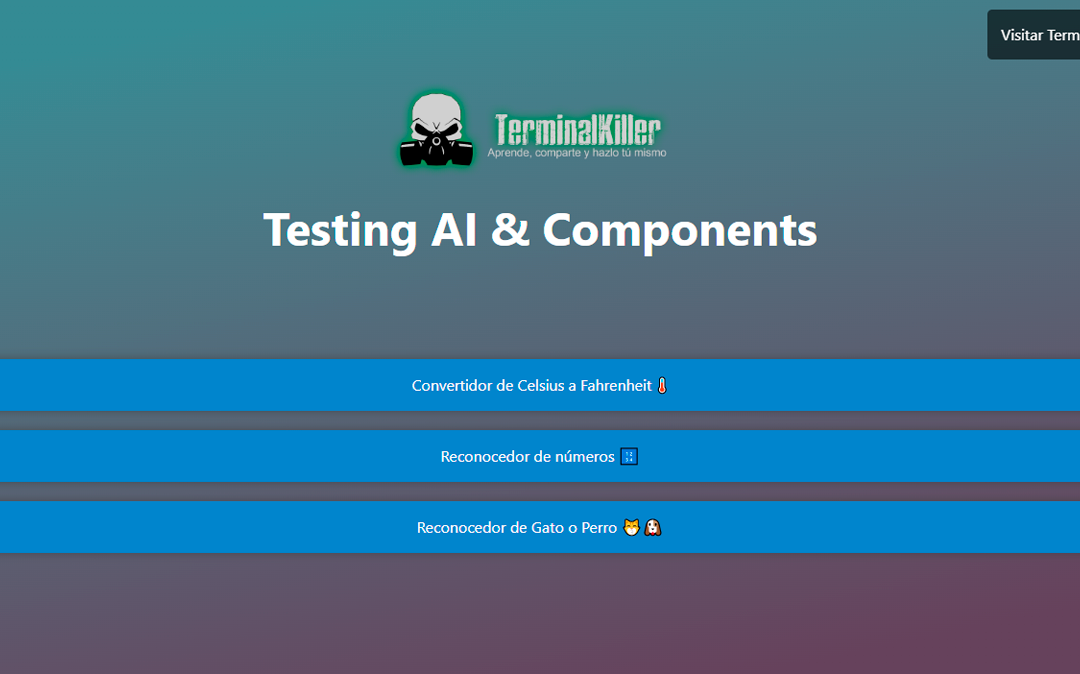 Visitar Term
TerminalKiller
Aprende, comparte y hazlo tú mismo
Testing AI & Components
Convertidor de Celsius a Fahrenheit🌡️
Reconocedor de números 🔢
Reconocedor de Gato o Perro 🐱🐶